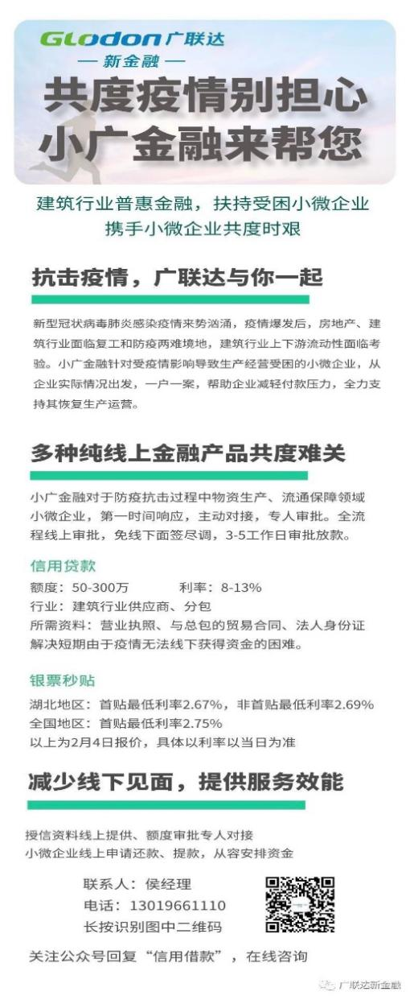 GLodon广联达
— 新金融 —
共度疫情别担心
小广金融来帮您
建筑行业普惠金融，扶持受困小微企业
携手小微企业共度时艰
抗击疫情，广联达与你一起
新型冠状病毒肺炎感染疫情来势汹涌，疫情爆发后，房地产、建
筑行业面临复工和防疫两难境地，建筑行业上下游流动性面临考
验。小广金融针对受疫情影响导致生产经营受困的小微企业，从
企业实际情况出发，一户一案，帮助企业减轻付款压力，全力支
持其恢复生产运营。
多种纯线上金融产品共度难关
小广金融对于防疫抗击过程中物资生产、流通保障领域
小微企业，第一时间响应，主动对接，专人审批。全流
程线上审批，免线下面签尽调，3-5工作日审批放款。
信用贷款
额度：50-300万 利率：8-13%
行业：建筑行业供应商、分包
所需资料：营业执照、与总包的贸易合同、法人身份证
解决短期由于疫情无法线下获得资金的困难。
银票秒贴
湖北地区：首贴最低利率2.67%，非首贴最低利率2.69%
全国地区：首贴最低利率2.75%
以上为2月4日报价，具体以利率以当日为准
减少线下见面，提供服务效能
授信资料线上提供、额度审批专人对接
小微企业线上申请还款、提款，从容安排资金
联系人：侯经理
电话：13019661110
长按识别图中二维码
关注公众号回复“信用借款”，在线咨询
广联达新金融